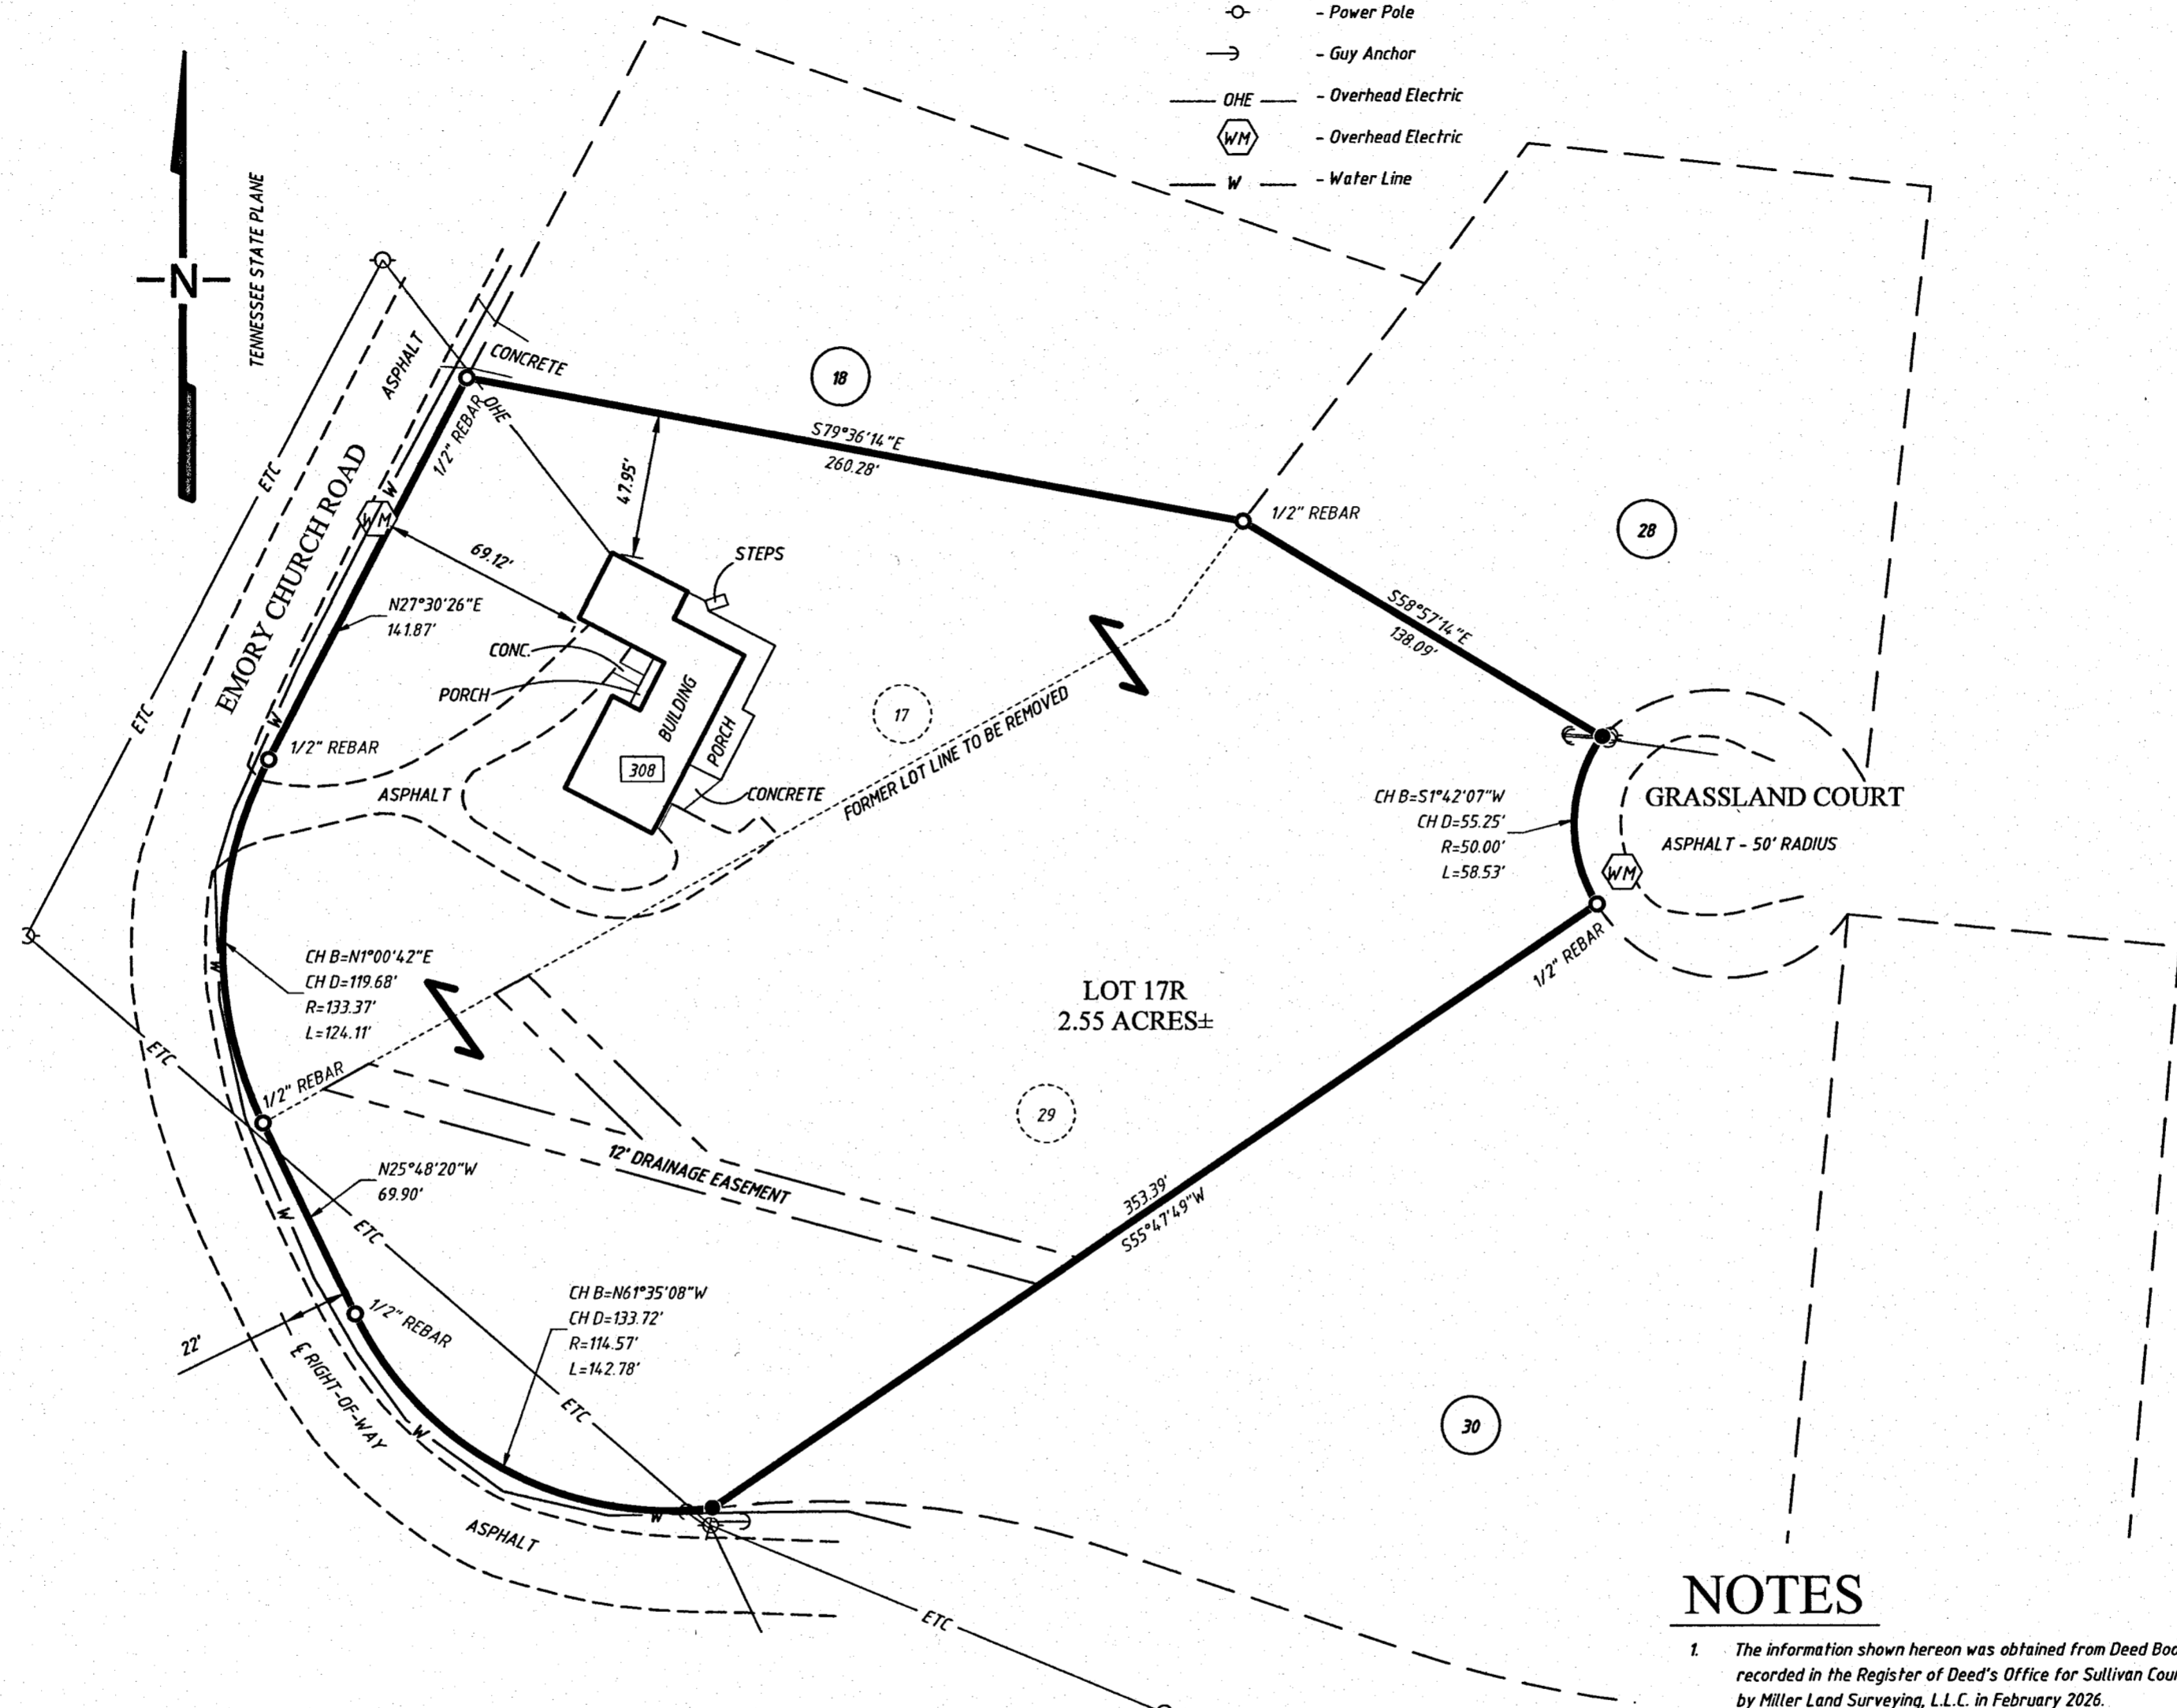 - Power Pole
- Guy Anchor
OHE - Overhead Electric
WM - Overhead Electric
W - Water Line
N
TENNESSEE STATE PLANE
ASPHALT
CONCRETE
1/2" REBAR
OHE
18
S79°36'14"E
260.28'
47.95'
1/2" REBAR
28
ETC
EMORY CHURCH ROAD
W
WM
69.12'
STEPS
N27°30'26"E
141.87'
CONC.
PORCH
BUILDING
PORCH
308
17
S58°57'14"E
138.09'
ETC
W
1/2" REBAR
ASPHALT
CONCRETE
FORMER LOT LINE TO BE REMOVED
CH B=S1°42'07"W
CH D=55.25'
R=50.00'
L=58.53'
GRASSLAND COURT
ASPHALT - 50' RADIUS
WM
1/2" REBAR
CH B=N1°00'42"E
CH D=119.68'
R=133.37'
L=124.11'
W
LOT 17R
2.55 ACRES±
ETC
1/2" REBAR
29
12' DRAINAGE EASEMENT
N25°48'20"W
69.90'
W
ETC
353.39'
S55°47'49"W
22'
1/2" REBAR
℄ RIGHT-OF-WAY
CH B=N61°35'08"W
CH D=133.72'
R=114.57'
L=142.78'
ETC
W
30
W
ASPHALT
ETC
NOTES
1. The information shown hereon was obtained from Deed Boo
recorded in the Register of Deed's Office for Sullivan Cou
by Miller Land Surveying, L.L.C. in February 2026.